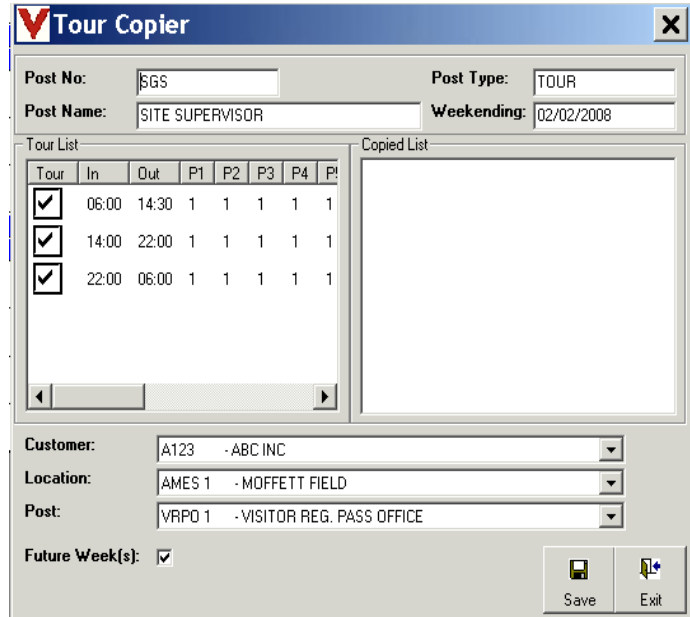 Tour Copier
Post No: SGS Post Type: TOUR
Post Name: SITE SUPERVISOR Weekending: 02/02/2008
Tour List Copied List
Tour In Out P1 P2 P3 P4
06:00 14:30 1 1 1 1 1
14:00 22:00 1 1 1 1 1
22:00 06:00 1 1 1 1 1
Customer: A123 - ABC INC
Location: AMES 1 - MOFFETT FIELD
Post: VRPO 1 - VISITOR REG. PASS OFFICE
Future Week(s):
Save Exit